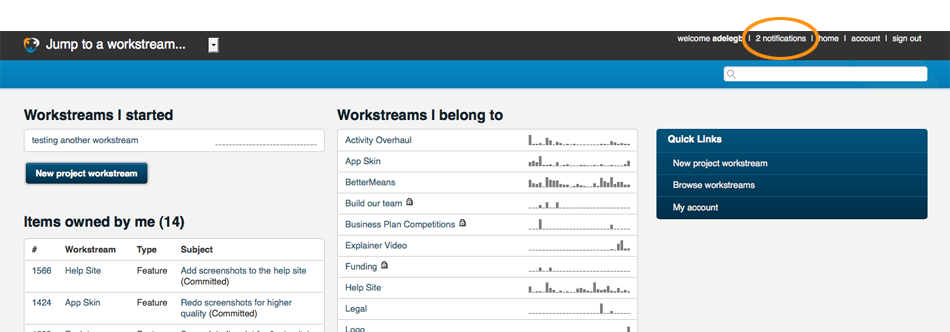 Jump to a workstream...
welcome adelegb | 2 notifications | home | account | sign out
Workstreams I started
testing another workstream
New project workstream
Items owned by me (14)
# Workstream Type Subject
1566 Help Site Feature Add screenshots to the help site
(Committed)
1424 App Skin Feature Redo screenshots for higher
quality (Committed)
Workstreams I belong to
Activity Overhaul
App Skin
BetterMeans
Build our team
Business Plan Competitions
Explainer Video
Funding
Help Site
Legal
Logo
Quick Links
New project workstream
Browse workstreams
My account